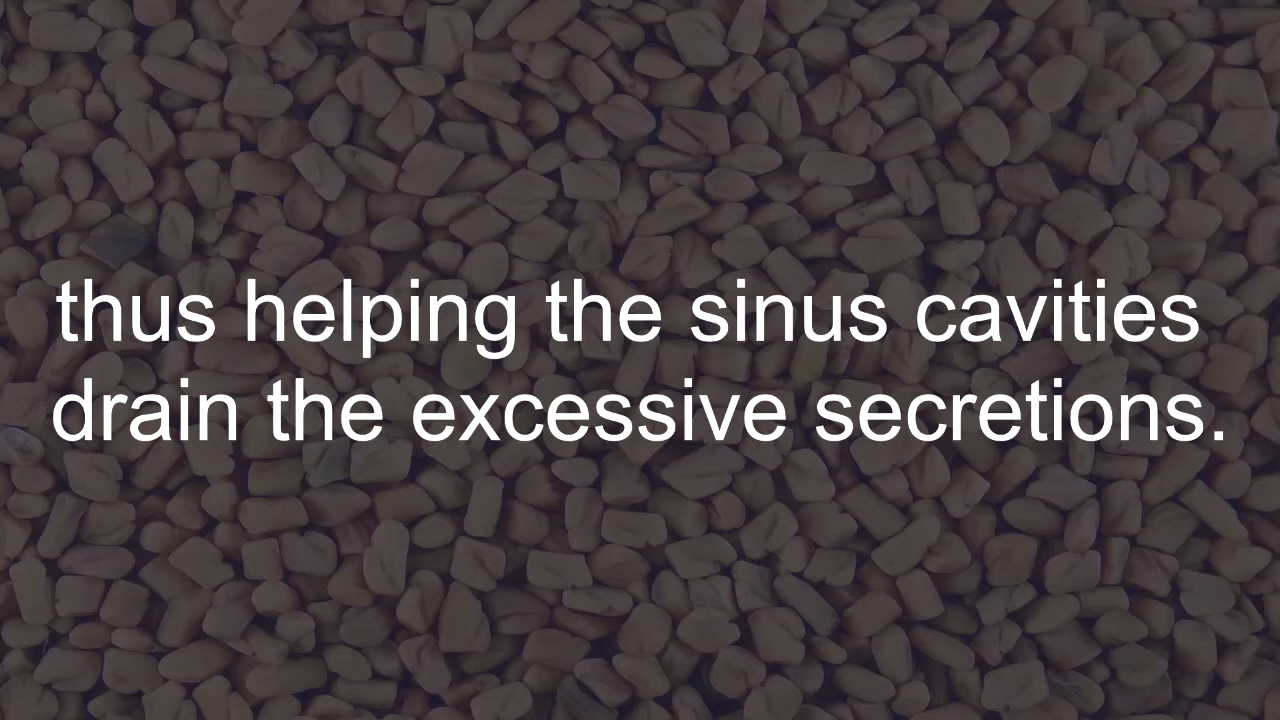 thus helping the sinus cavities
drain the excessive secretions.